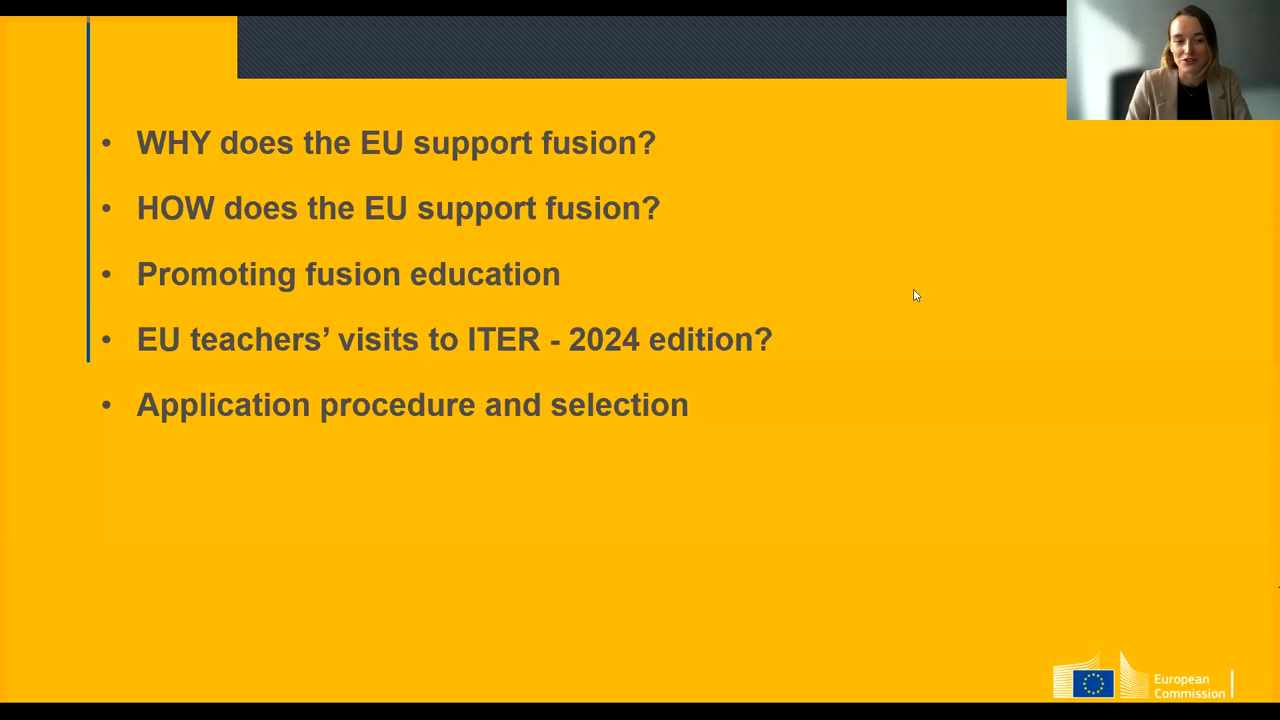 • WHY does the EU support fusion?
• HOW does the EU support fusion?
• Promoting fusion education
• EU teachers’ visits to ITER - 2024 edition?
• Application procedure and selection
European
Commission